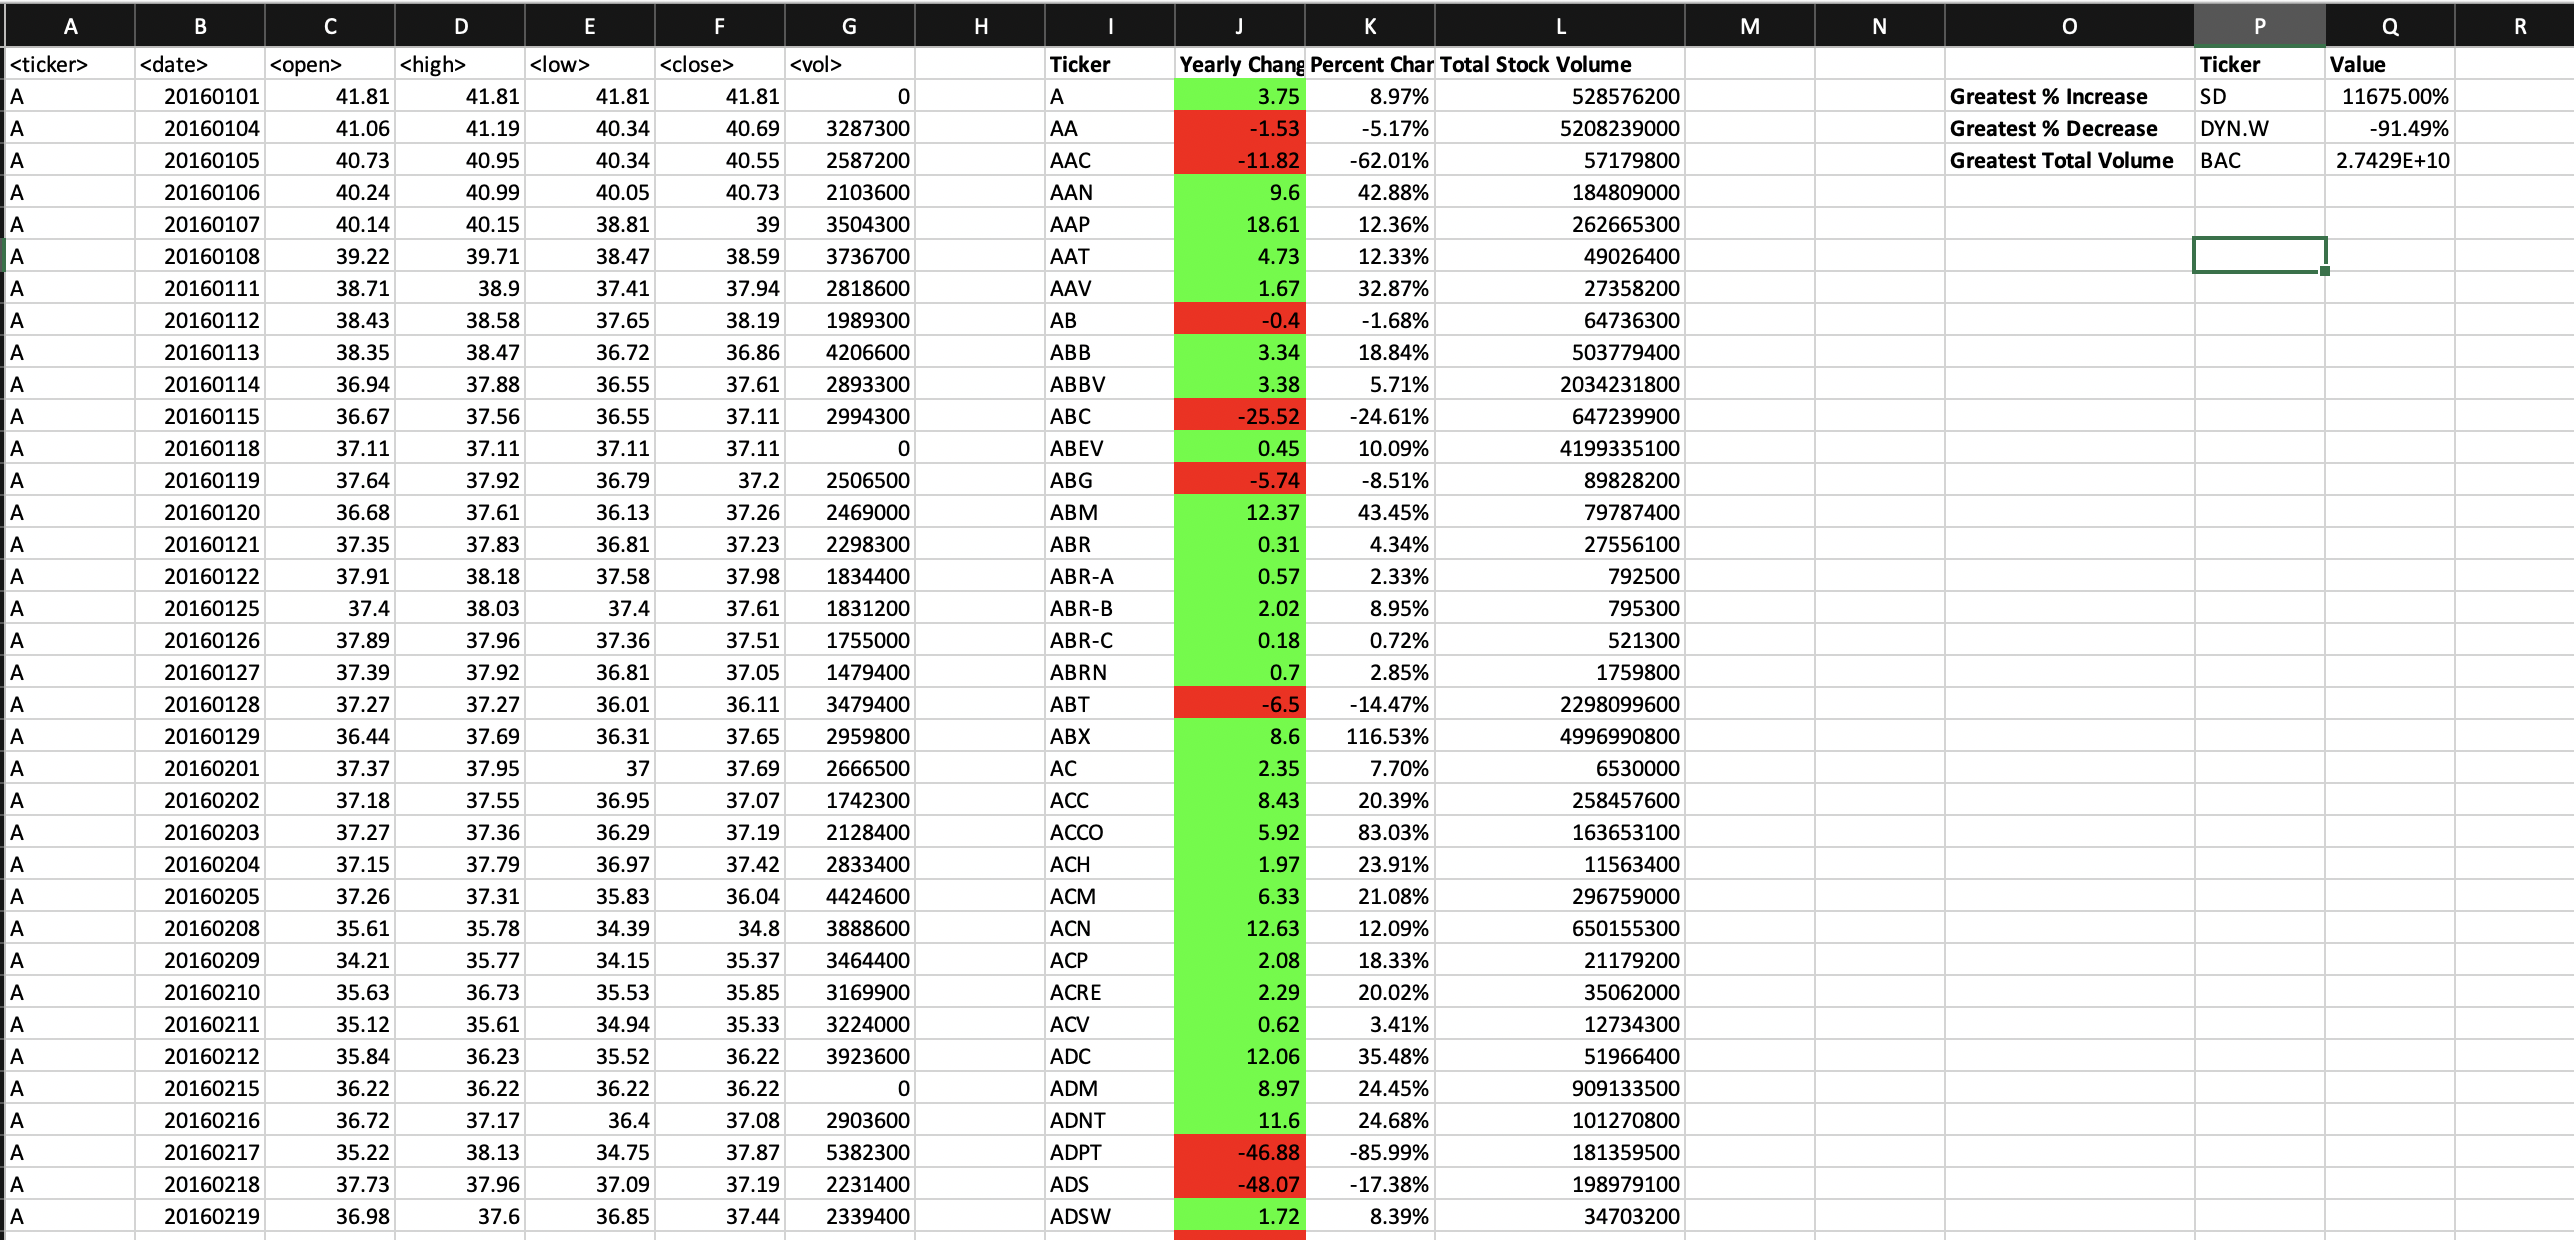 A B C D E F G H I J K L M N O P Q R
<ticker> <date> <open> <high> <low> <close> <vol> Ticker Yearly Chang Percent Char Total Stock Volume Ticker Value
A 20160101 41.81 41.81 41.81 41.81 0 A 3.75 8.97% 528576200 Greatest % Increase SD 11675.00%
A 20160104 41.06 41.19 40.34 40.69 3287300 AA -1.53 -5.17% 5208239000 Greatest % Decrease DYN.W -91.49%
A 20160105 40.73 40.95 40.34 40.55 2587200 AAC -11.82 -62.01% 57179800 Greatest Total Volume BAC 2.7429E+10
A 20160106 40.24 40.99 40.05 40.73 2103600 AAN 9.6 42.88% 184809000
A 20160107 40.14 40.15 38.81 39 3504300 AAP 18.61 12.36% 262665300
A 20160108 39.22 39.71 38.47 38.59 3736700 AAT 4.73 12.33% 49026400
A 20160111 38.71 38.9 37.41 37.94 2818600 AAV 1.67 32.87% 27358200
A 20160112 38.43 38.58 37.65 38.19 1989300 AB -0.4 -1.68% 64736300
A 20160113 38.35 38.47 36.72 36.86 4206600 ABB 3.34 18.84% 503779400
A 20160114 36.94 37.88 36.55 37.61 2893300 ABBV 3.38 5.71% 2034231800
A 20160115 36.67 37.56 36.55 37.11 2994300 ABC -25.52 -24.61% 647239900
A 20160118 37.11 37.11 37.11 37.11 0 ABEV 0.45 10.09% 4199335100
A 20160119 37.64 37.92 36.79 37.2 2506500 ABG -5.74 -8.51% 89828200
A 20160120 36.68 37.61 36.13 37.26 2469000 ABM 12.37 43.45% 79787400
A 20160121 37.35 37.83 36.81 37.23 2298300 ABR 0.31 4.34% 27556100
A 20160122 37.91 38.18 37.58 37.98 1834400 ABR-A 0.57 2.33% 792500
A 20160125 37.4 38.03 37.4 37.61 1831200 ABR-B 2.02 8.95% 795300
A 20160126 37.89 37.96 37.36 37.51 1755000 ABR-C 0.18 0.72% 521300
A 20160127 37.39 37.92 36.81 37.05 1479400 ABRN 0.7 2.85% 1759800
A 20160128 37.27 37.27 36.01 36.11 3479400 ABT -6.5 -14.47% 2298099600
A 20160129 36.44 37.69 36.31 37.65 2959800 ABX 8.6 116.53% 4996990800
A 20160201 37.37 37.95 37 37.69 2666500 AC 2.35 7.70% 6530000
A 20160202 37.18 37.55 36.95 37.07 1742300 ACC 8.43 20.39% 258457600
A 20160203 37.27 37.36 36.29 37.19 2128400 ACCO 5.92 83.03% 163653100
A 20160204 37.15 37.79 36.97 37.42 2833400 ACH 1.97 23.91% 11563400
A 20160205 37.26 37.31 35.83 36.04 4424600 ACM 6.33 21.08% 296759000
A 20160208 35.61 35.78 34.39 34.8 3888600 ACN 12.63 12.09% 650155300
A 20160209 34.21 35.77 34.15 35.37 3464400 ACP 2.08 18.33% 21179200
A 20160210 35.63 36.73 35.53 35.85 3169900 ACRE 2.29 20.02% 35062000
A 20160211 35.12 35.61 34.94 35.33 3224000 ACV 0.62 3.41% 12734300
A 20160212 35.84 36.23 35.52 36.22 3923600 ADC 12.06 35.48% 51966400
A 20160215 36.22 36.22 36.22 36.22 0 ADM 8.97 24.45% 909133500
A 20160216 36.72 37.17 36.4 37.08 2903600 ADNT 11.6 24.68% 101270800
A 20160217 35.22 38.13 34.75 37.87 5382300 ADPT -46.88 -85.99% 181359500
A 20160218 37.73 37.96 37.09 37.19 2231400 ADS -48.07 -17.38% 198979100
A 20160219 36.98 37.6 36.85 37.44 2339400 ADSW 1.72 8.39% 34703200